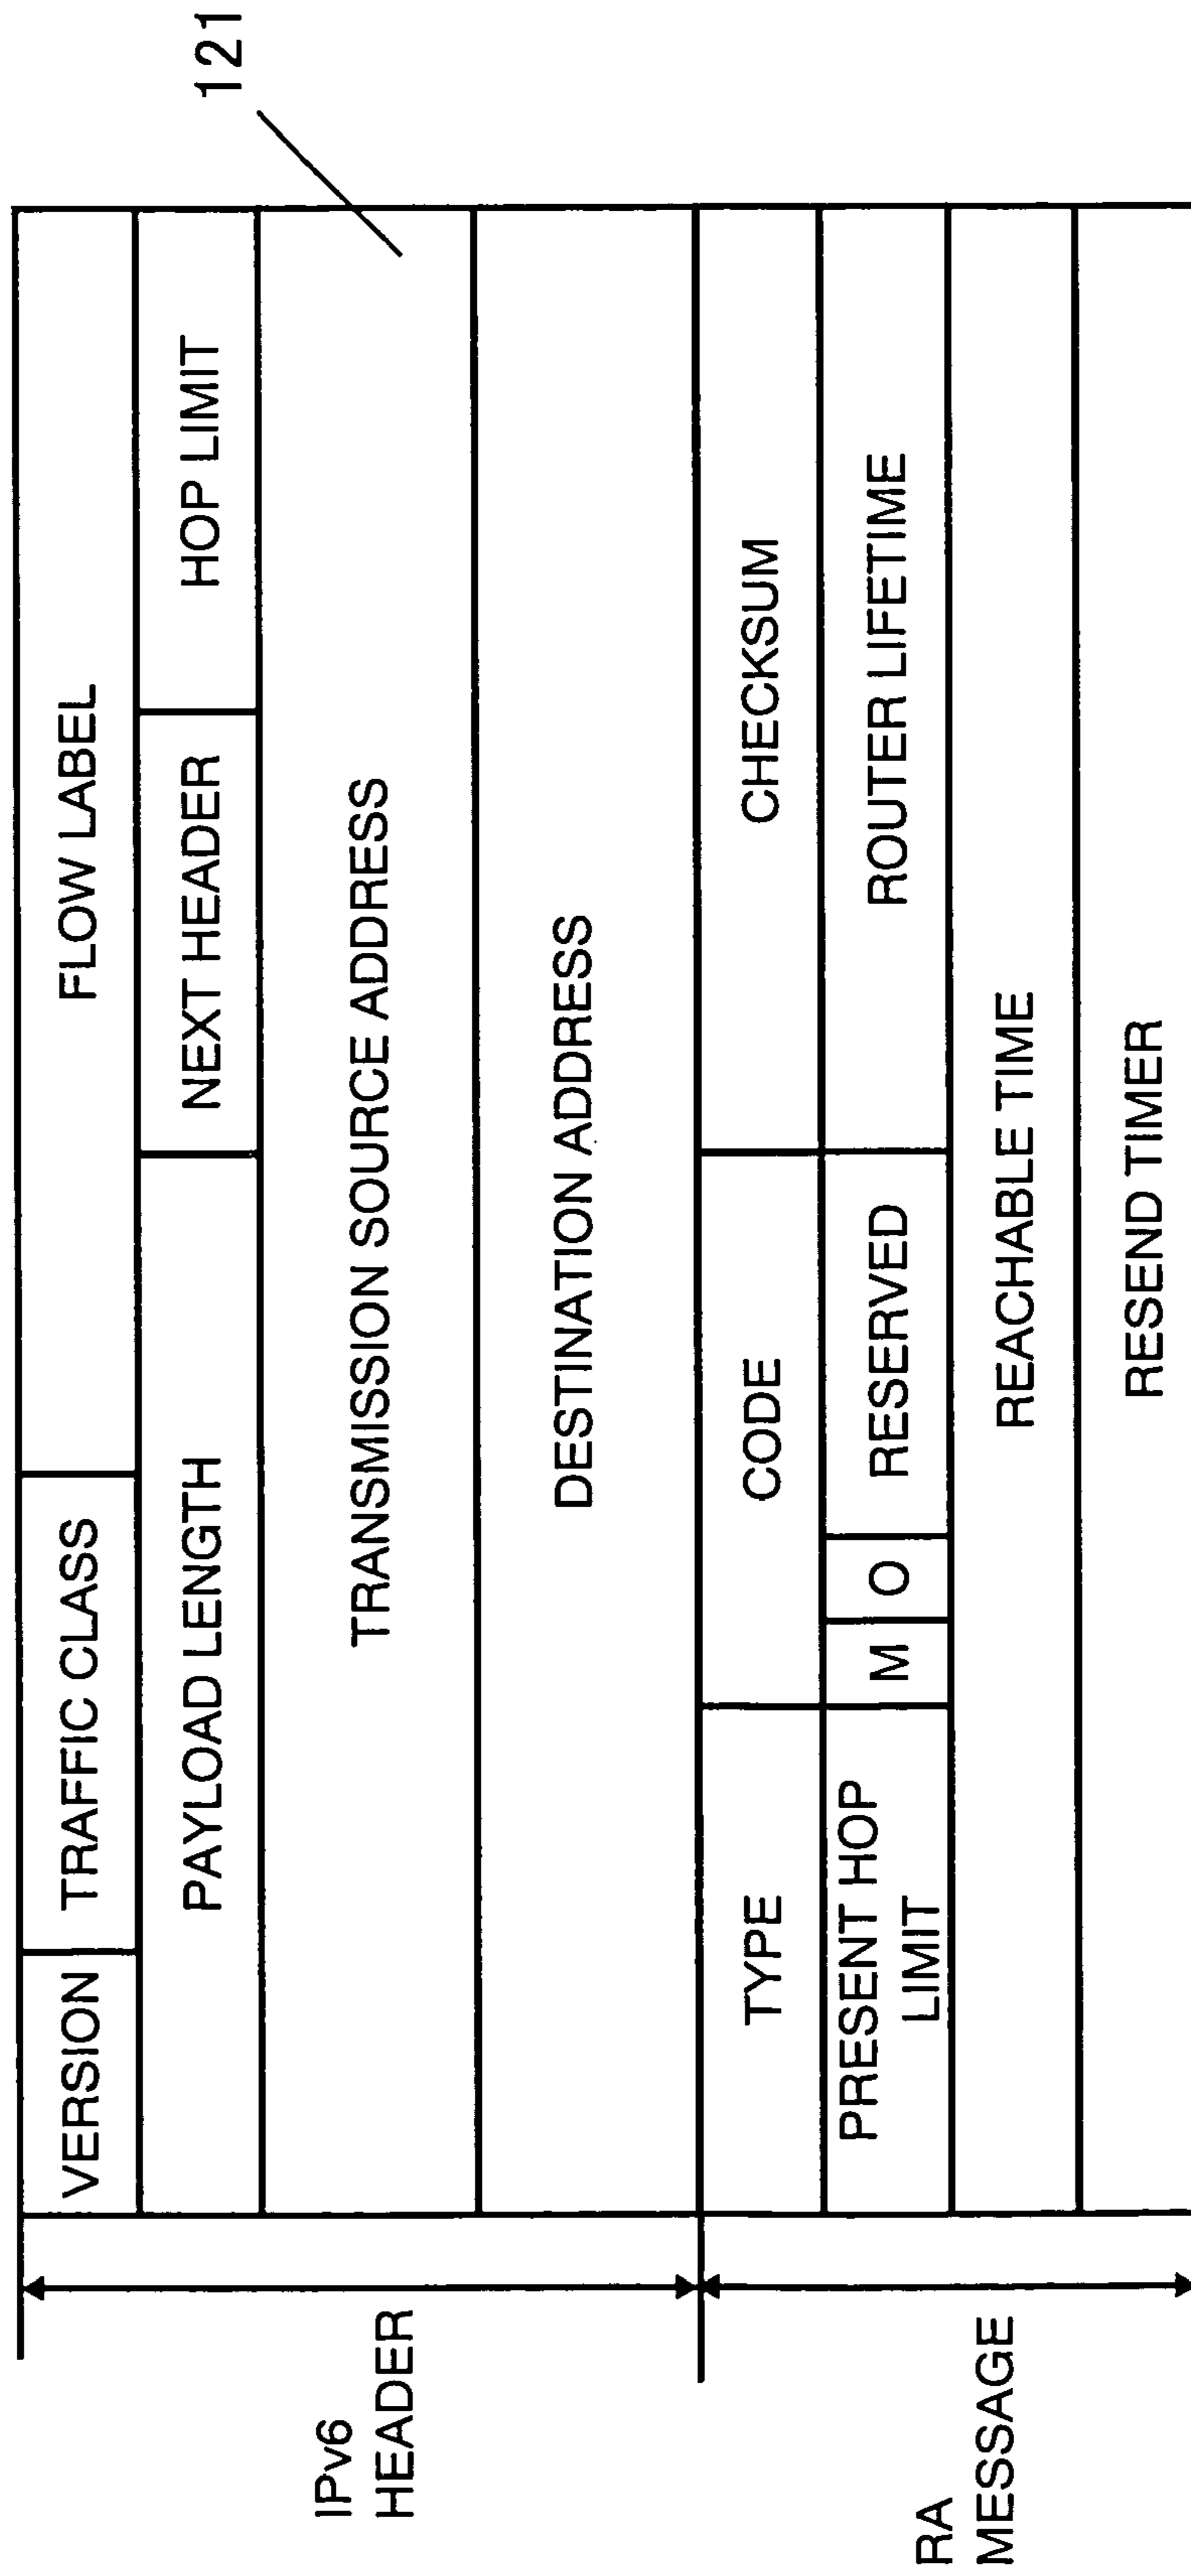 121
VERSION
TRAFFIC CLASS
FLOW LABEL
PAYLOAD LENGTH
NEXT HEADER
HOP LIMIT
TRANSMISSION SOURCE ADDRESS
DESTINATION ADDRESS
IPv6
HEADER
TYPE
CODE
CHECKSUM
PRESENT HOP
LIMIT
M
O
RESERVED
ROUTER LIFETIME
REACHABLE TIME
RESEND TIMER
RA
MESSAGE